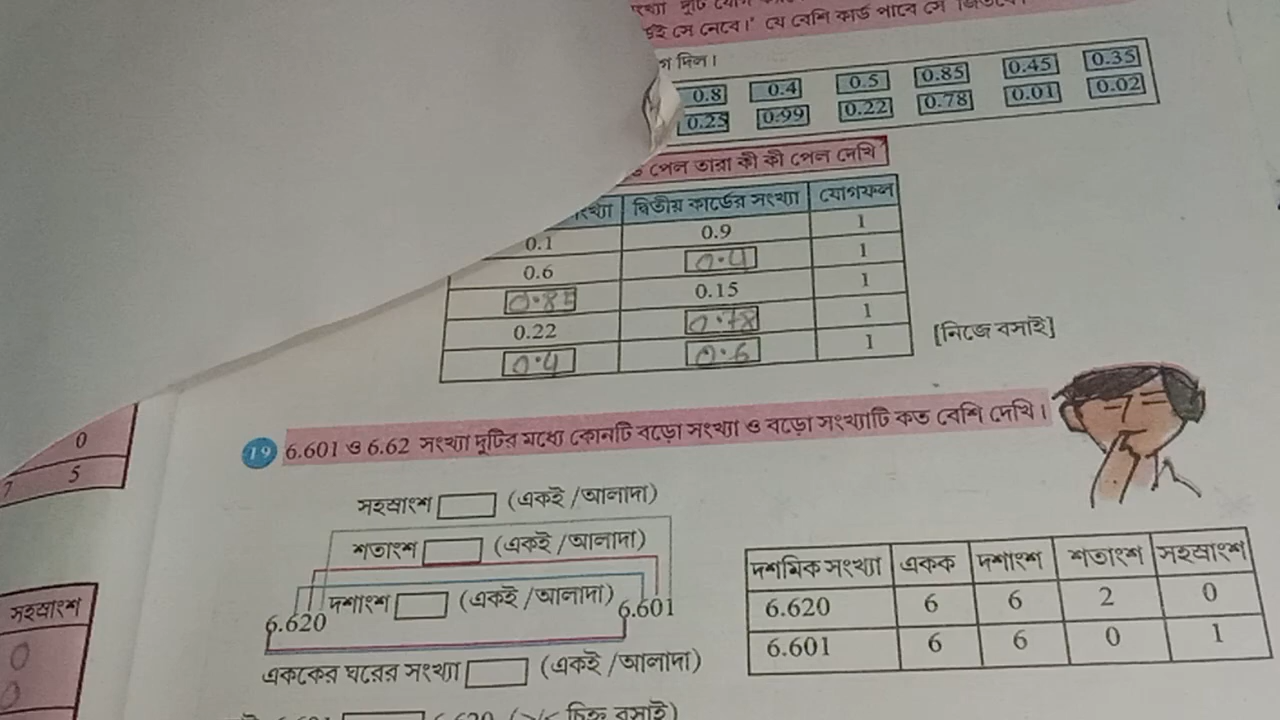 সে নেবে।' যে বেশি কার্ড পাবে সে
দিল।
0.8 0.4 0.5 0.85 0.45 0.35
0.25 0.99 0.22 0.78 0.01 0.02
পেল তারা কী কী পেল দেখি
দ্বিতীয় কার্ডের সংখ্যা যোগফল
0.1 0.9 1
0.6 0.4 1
0.85 0.15 1
0.22 0.78 1
0.4 0.6 1
[নিজে বসাই]
0
7 5
19 6.601 ও 6.62 সংখ্যা দুটির মধ্যে কোনটি বড়ো সংখ্যা ও বড়ো সংখ্যাটি কত বেশি দেখি।
সহস্রাংশ (একই /আলাদা)
শতাংশ (একই /আলাদা)
দশাংশ (একই /আলাদা)
6.620 6.601
এককের ঘরের সংখ্যা (একই /আলাদা)
6.620 (>/< চিহ্ন বসাই)
দশমিক সংখ্যা একক দশাংশ শতাংশ সহস্রাংশ
6.620 6 6 2 0
6.601 6 6 0 1
সহস্রাংশ
0
0